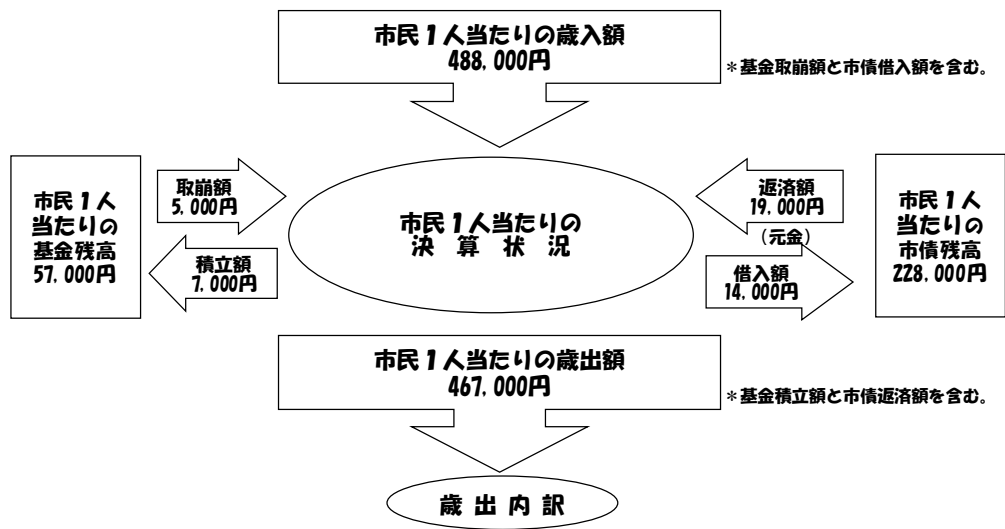 市民１人当たりの歳入額
488,000円
＊基金取崩額と市債借入額を含む。
市民１人
当たりの
基金残高
57,000円
取崩額
5,000円
積立額
7,000円
市民１人当たりの
決算状況
返済額
19,000円
（元金）
借入額
14,000円
市民１人
当たりの
市債残高
228,000円
市民１人当たりの歳出額
467,000円
＊基金積立額と市債返済額を含む。
歳出内訳